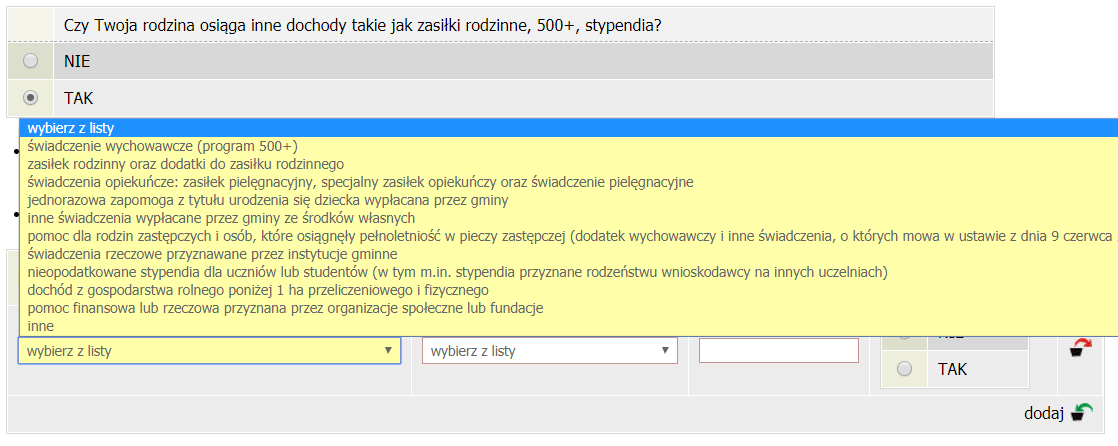 Czy Twoja rodzina osiąga inne dochody takie jak zasiłki rodzinne, 500+, stypendia?
NIE
TAK
wybierz z listy
świadczenie wychowawcze (program 500+)
zasiłek rodzinny oraz dodatki do zasiłku rodzinnego
świadczenia opiekuńcze: zasiłek pielęgnacyjny, specjalny zasiłek opiekuńczy oraz świadczenie pielęgnacyjne
jednorazowa zapomoga z tytułu urodzenia się dziecka wypłacana przez gminy
inne świadczenia wypłacane przez gminy ze środków własnych
pomoc dla rodzin zastępczych i osób, które osiągnęły pełnoletniość w pieczy zastępczej (dodatek wychowawczy i inne świadczenia, o których mowa w ustawie z dnia 9 czerwca
świadczenia rzeczowe przyznawane przez instytucje gminne
nieopodatkowane stypendia dla uczniów lub studentów (w tym m.in. stypendia przyznane rodzeństwu wnioskodawcy na innych uczelniach)
dochód z gospodarstwa rolnego poniżej 1 ha przeliczeniowego i fizycznego
pomoc finansowa lub rzeczowa przyznana przez organizacje społeczne lub fundacje
inne
wybierz z listy wybierz z listy
TAK
dodaj